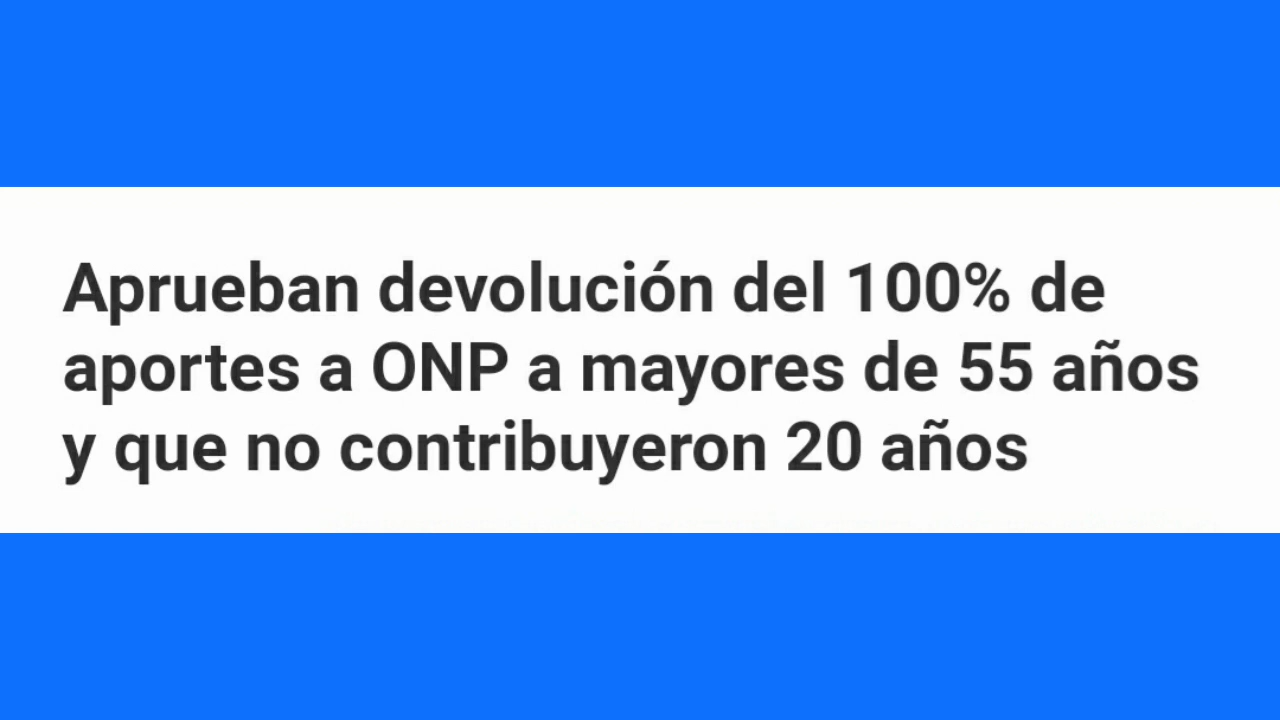 Aprueban devolución del 100% de
aportes a ONP a mayores de 55 años
y que no contribuyeron 20 años